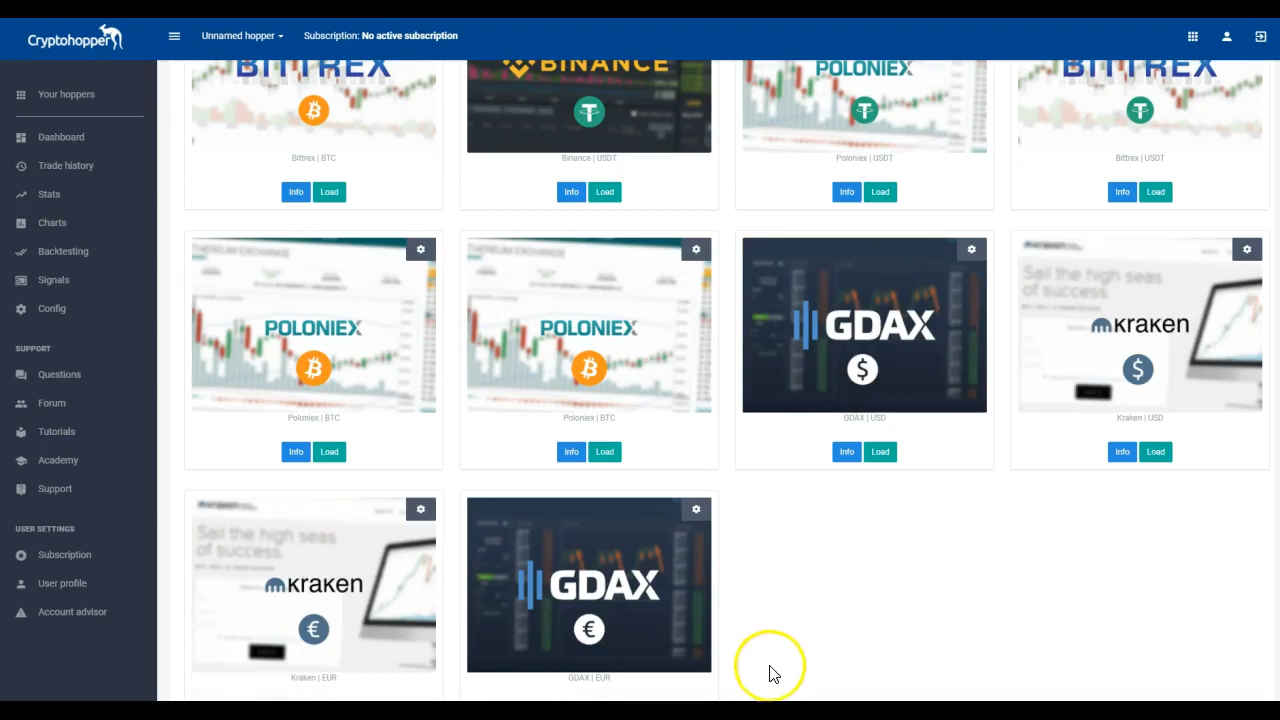 Cryptohopper
Unnamed hopper
Subscription: No active subscription
Your hoppers
Dashboard
Trade history
Stats
Charts
Backtesting
Signals
Config
SUPPORT
Questions
Forum
Tutorials
Academy
Support
USER SETTINGS
Subscription
User profile
Account advisor
BITTREX
BINANCE
POLONIEX
BITTREX
Bittrex | BTC
Binance | USDT
Poloniex | USDT
Bittrex | USDT
Info Load
Info Load
Info Load
Info Load
POLONIEX
POLONIEX
GDAX
Sail the high seas
of success.
kraken
Poloniex | BTC
Poloniex | BTC
GDAX | USD
Kraken | USD
Info Load
Info Load
Info Load
Info Load
Sail the high seas
of success.
kraken
GDAX
Kraken | EUR
GDAX | EUR